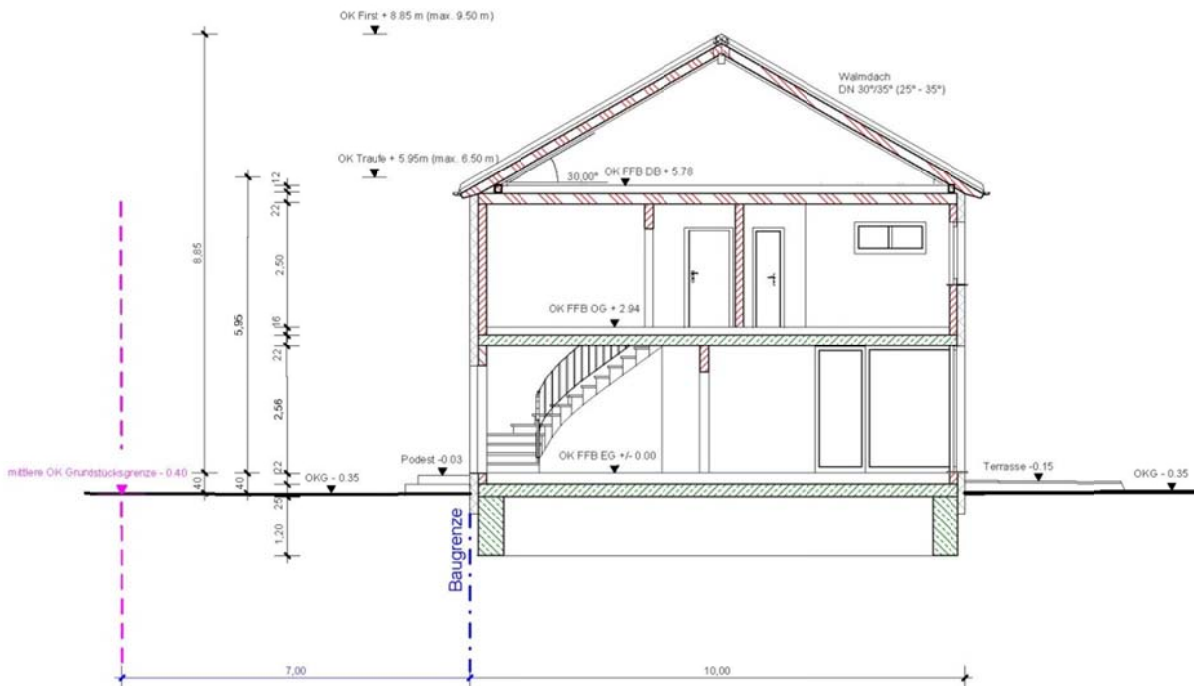 OK First + 8.85 m (max. 9.50 m)
Walmdach
DN 30°/35° (25° - 35°)
OK Traufe + 5.95m (max. 6.50 m)
30,00°
OK FFB DB + 5.78
12
22
8,85
2,50
5,95
OK FFB OG + 2.94
16
22
2,56
mittlere OK Grundstücksgrenze - 0.40
Podest -0.03
OK FFB EG +/- 0.00
Terrasse -0.15
OKG - 0.35
OKG - 0.35
22
40
40
25
1,20
Baugrenze
7,00
10,00